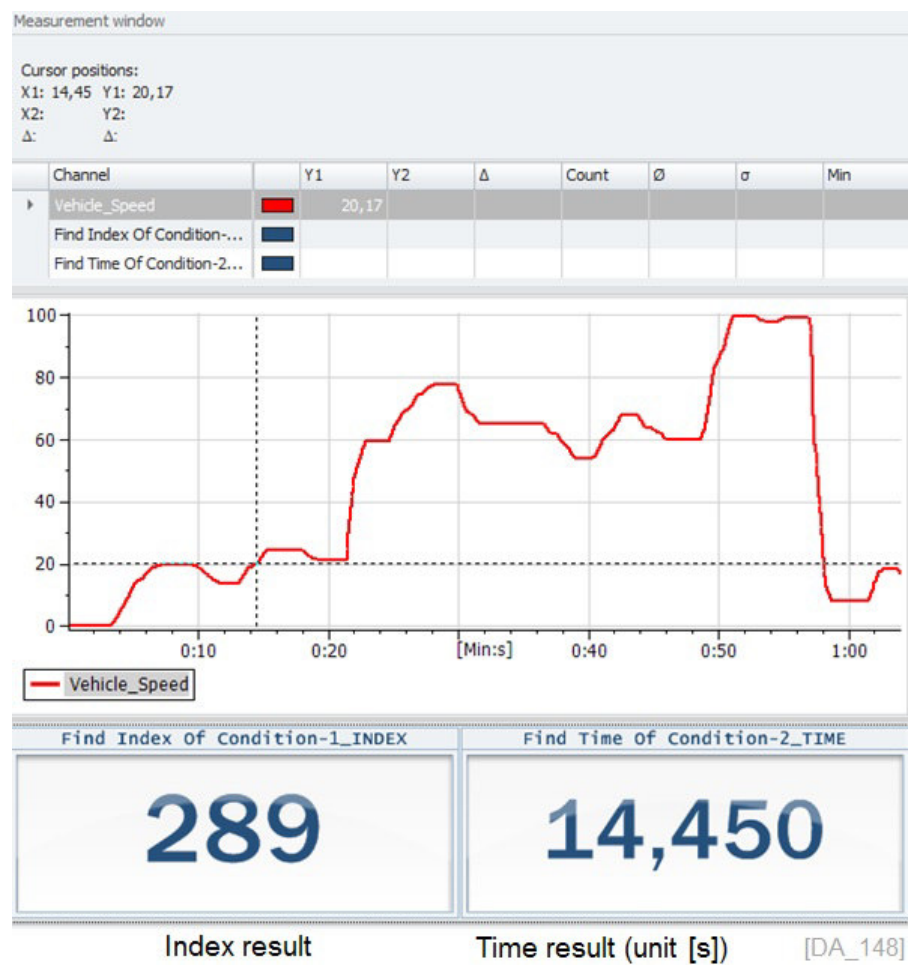 Measurement window
Cursor positions:
X1: 14,45 Y1: 20,17
X2: Y2:
Δ: Δ:
Channel Y1 Y2 Δ Count Ø σ Min
Vehicle_Speed 20,17
Find Index Of Condition-...
Find Time Of Condition-2...
100
80
60
40
20
0
0:10 0:20 [Min:s] 0:40 0:50 1:00
Vehicle_Speed
Find Index Of Condition-1_INDEX Find Time Of Condition-2_TIME
289 14,450
Index result Time result (unit [s]) [DA_148]